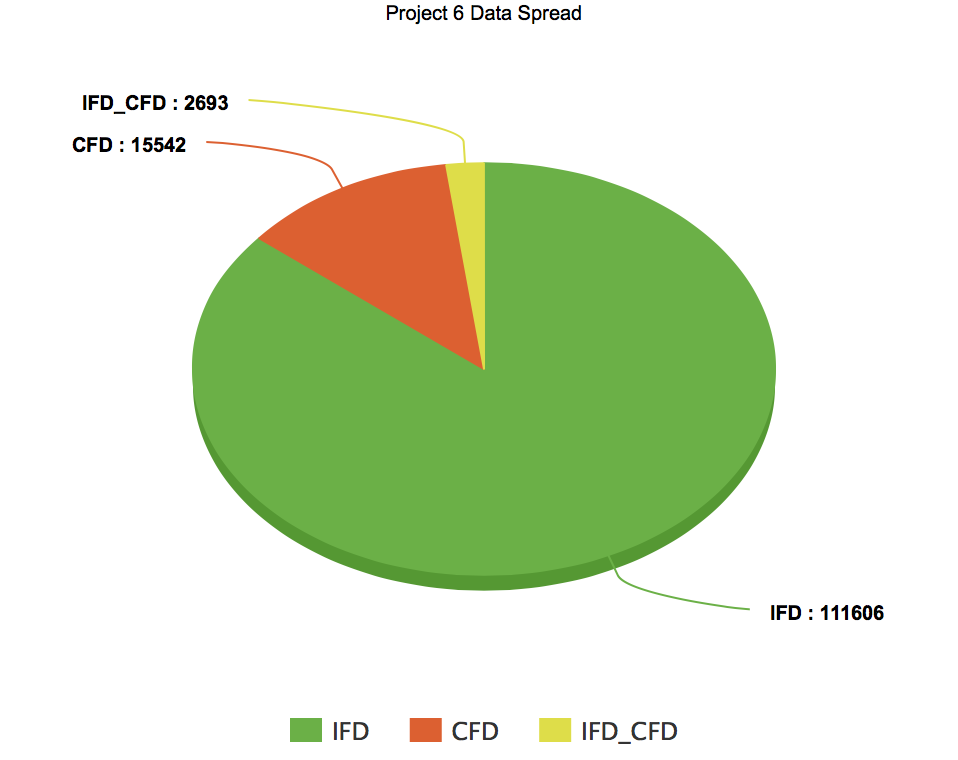 Project 6 Data Spread
IFD_CFD : 2693
CFD : 15542
IFD : 111606
IFD
CFD
IFD_CFD